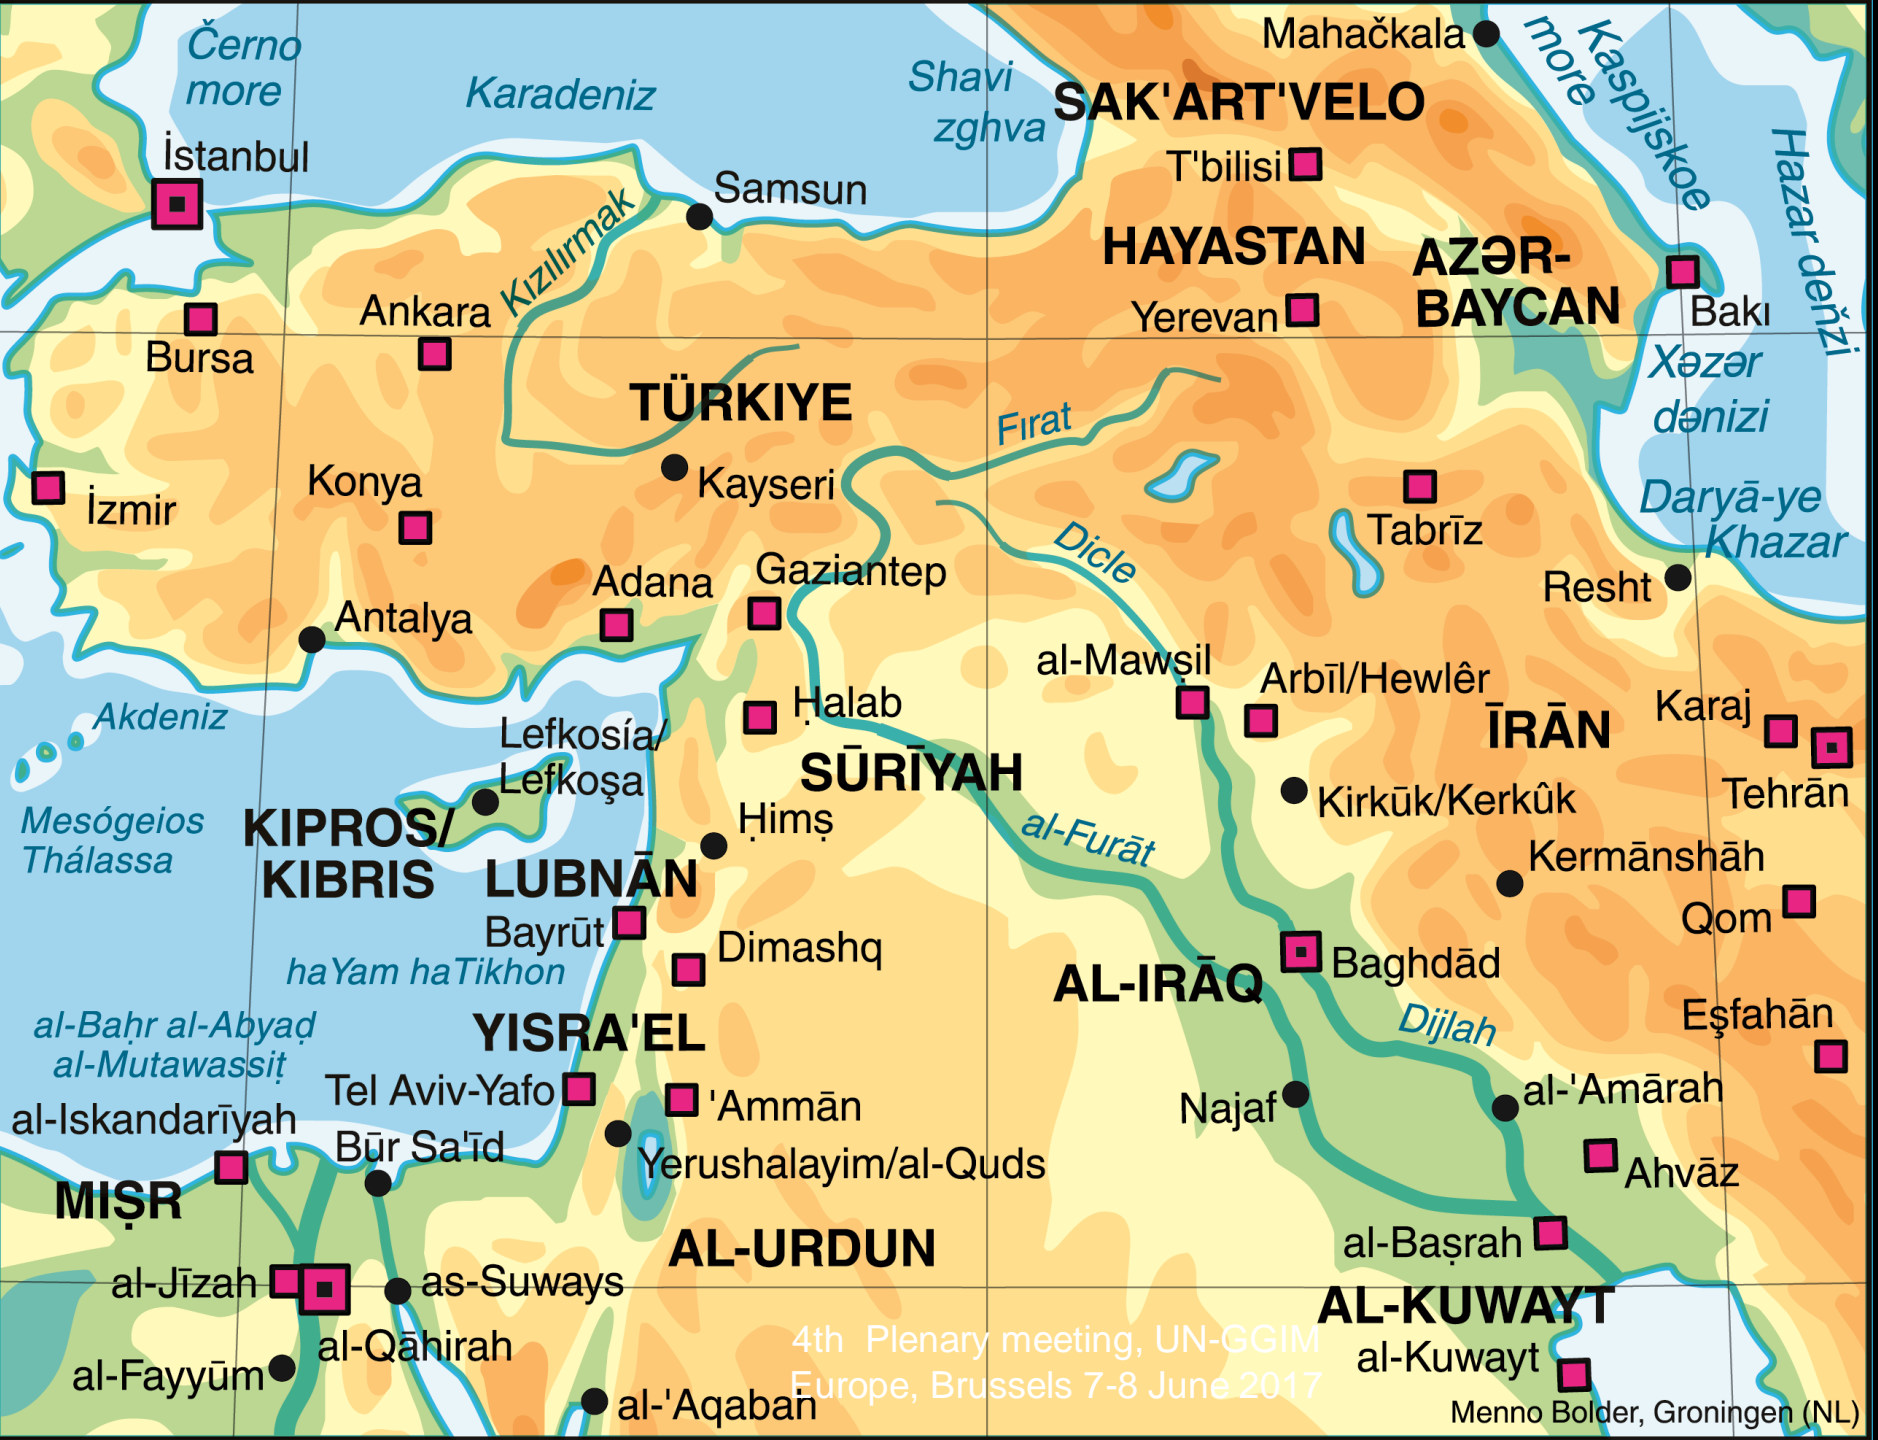 Černo
more
Karadeniz
Shavi
zghva
Mahačkala
Kaspijskoe
more
Hazar deňzi
SAK'ART'VELO
T'bilisi
İstanbul
Samsun
Kızılırmak
HAYASTAN
AZƏR-
BAYCAN
Yerevan
Bakı
Xəzər
dənizi
Ankara
Bursa
TÜRKIYE
Fırat
Konya
Kayseri
İzmir
Tabrīz
Daryā-ye
Khazar
Dicle
Adana
Gaziantep
Resht
Antalya
al-Mawṣil
Arbīl/Hewlêr
ĪRĀN
Karaj
Tehrān
Akdeniz
Ḥalab
Lefkosía/
Lefkoşa
SŪRĪYAH
Kirkūk/Kerkûk
Mesógeios
Thálassa
KIPROS/
KIBRIS
Ḥimṣ
al-Furāt
LUBNĀN
Kermānshāh
Bayrūt
Dimashq
Qom
haYam haTikhon
AL-IRĀQ
Baghdād
al-Baḥr al-Abyaḍ
al-Mutawassiṭ
YISRA'EL
Dijlah
Eşfahān
Tel Aviv-Yafo
'Ammān
Najaf
al-'Amārah
al-Iskandarīyah
Būr Sa'īd
Yerushalayim/al-Quds
Ahvāz
MIṢR
AL-URDUN
al-Baṣrah
al-Jīzah
as-Suways
AL-KUWAYT
al-Qāhirah
4th Plenary meeting, UN-GGIM
Europe, Brussels 7-8 June 2017
al-Kuwayt
al-Fayyūm
al-'Aqabah
Menno Bolder, Groningen (NL)